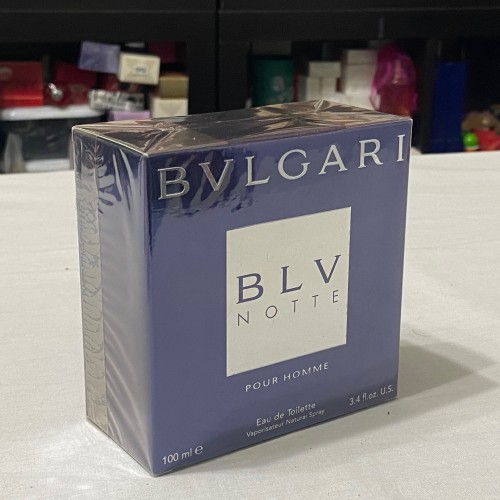 BVLGARI
BLV
NOTTE
POUR HOMME
Eau de Toilette
Vaporisateur Natural Spray
100 ml e 3.4 fl.oz. U.S.